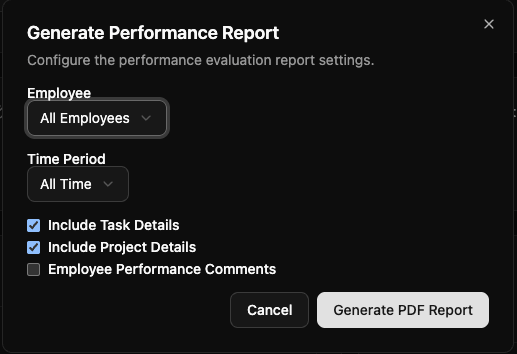 Generate Performance Report
Configure the performance evaluation report settings.
Employee
All Employees
Time Period
All Time
Include Task Details
Include Project Details
Employee Performance Comments
Cancel
Generate PDF Report